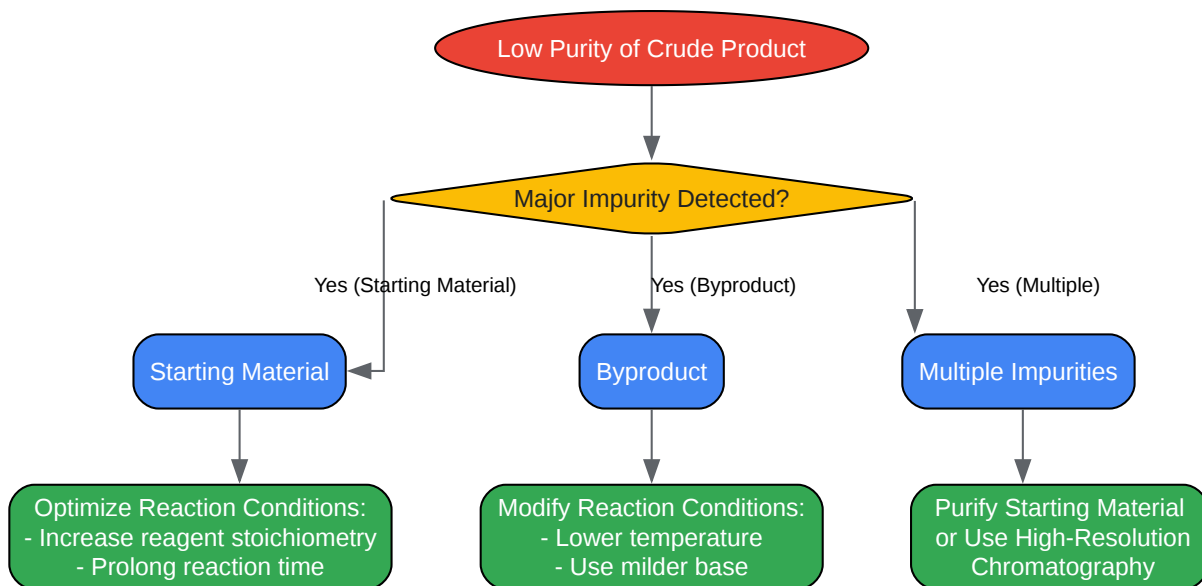 Low Purity of Crude Product
Major Impurity Detected?
Yes (Starting Material)
Yes (Byproduct)
Yes (Multiple)
Starting Material
Byproduct
Multiple Impurities
Optimize Reaction Conditions:
- Increase reagent stoichiometry
- Prolong reaction time
Modify Reaction Conditions:
- Lower temperature
- Use milder base
Purify Starting Material
or Use High-Resolution
Chromatography